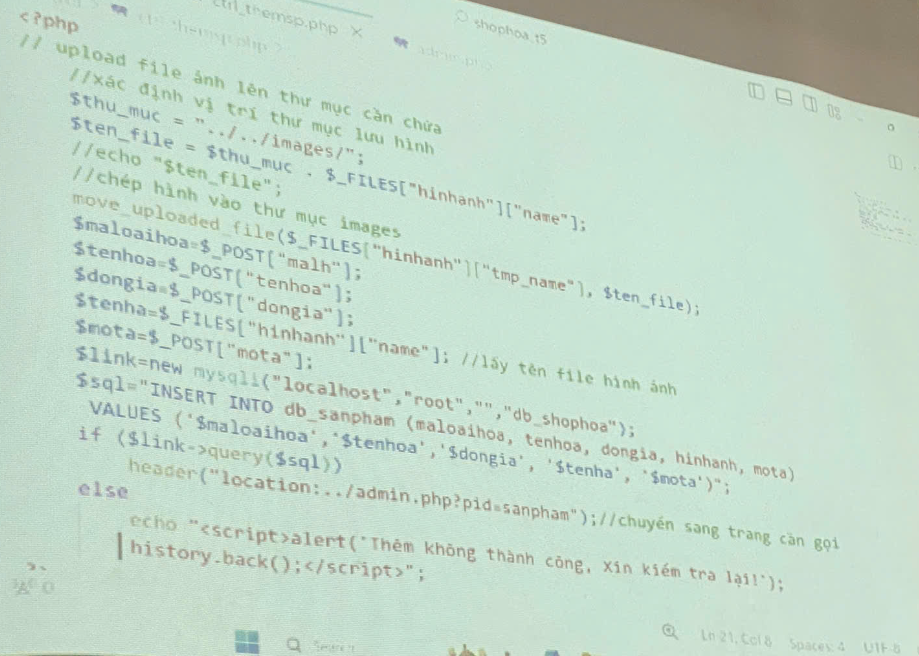 ctrl_themsp.php
shophoa.t5
<?php
// upload file ảnh lên thư mục cần chứa
//xác định vị trí thư mục lưu hình
$thu_muc = "../../images/";
$ten_file = $thu_muc . $_FILES["hinhanh"]["name"];
//echo "$ten_file";
//chép hình vào thư mục images
move_uploaded_file($_FILES["hinhanh"]["tmp_name"], $ten_file);
$maloaihoa=$_POST["malh"];
$tenhoa=$_POST["tenhoa"];
$dongia=$_POST["dongia"];
$tenha=$_FILES["hinhanh"]["name"]; //lấy tên file hình ảnh
$mota=$_POST["mota"];
$link=new mysqli("localhost","root","","db_shophoa");
$sql="INSERT INTO db_sanpham (maloaihoa, tenhoa, dongia, hinhanh, mota)
VALUES ('$maloaihoa','$tenhoa','$dongia', '$tenha', '$mota')";
if ($link->query($sql))
header("location:../admin.php?pid=sanpham");//chuyển sang trang cần gọi
else
echo "<script>alert('Thêm không thành công, xin kiểm tra lại!');
history.back();</script>";
Ln 21, Col 8 Spaces: 4 UTF-8